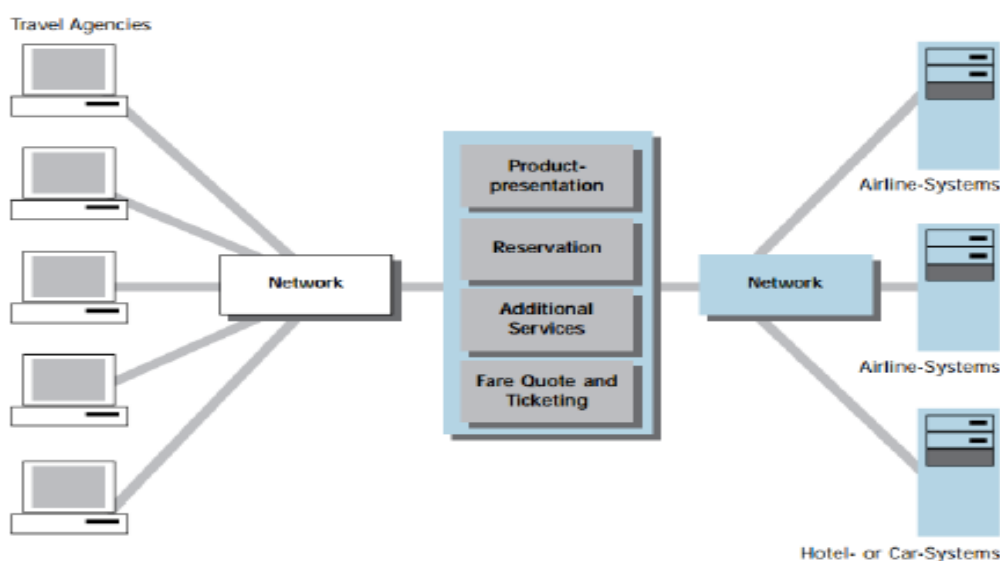 Travel Agencies
Product-
presentation
Airline-Systems
Reservation
Network
Network
Additional
Services
Airline-Systems
Fare Quote and
Ticketing
Hotel- or Car-Systems